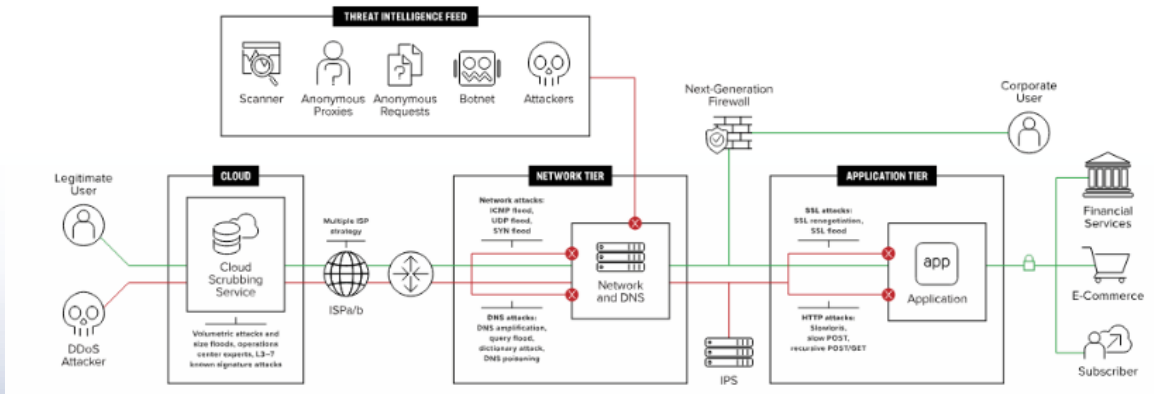 THREAT INTELLIGENCE FEED
Scanner
Anonymous
Proxies
Anonymous
Requests
Botnet
Attackers
Next-Generation
Firewall
Corporate
User
Legitimate
User
DDoS
Attacker
CLOUD
Cloud
Scrubbing
Service
Volumetric attacks and
size floods, operations
center experts, L3–7
known signature attacks
Multiple ISP
strategy
ISPa/b
NETWORK TIER
Network attacks:
ICMP flood,
UDP flood,
SYN flood
Network
and DNS
DNS attacks:
DNS amplification,
query flood,
dictionary attack,
DNS poisoning
IPS
APPLICATION TIER
SSL attacks:
SSL renegotiation,
SSL flood
app
Application
HTTP attacks:
Slowloris,
slow POST,
recursive POST/GET
Financial
Services
E-Commerce
Subscriber